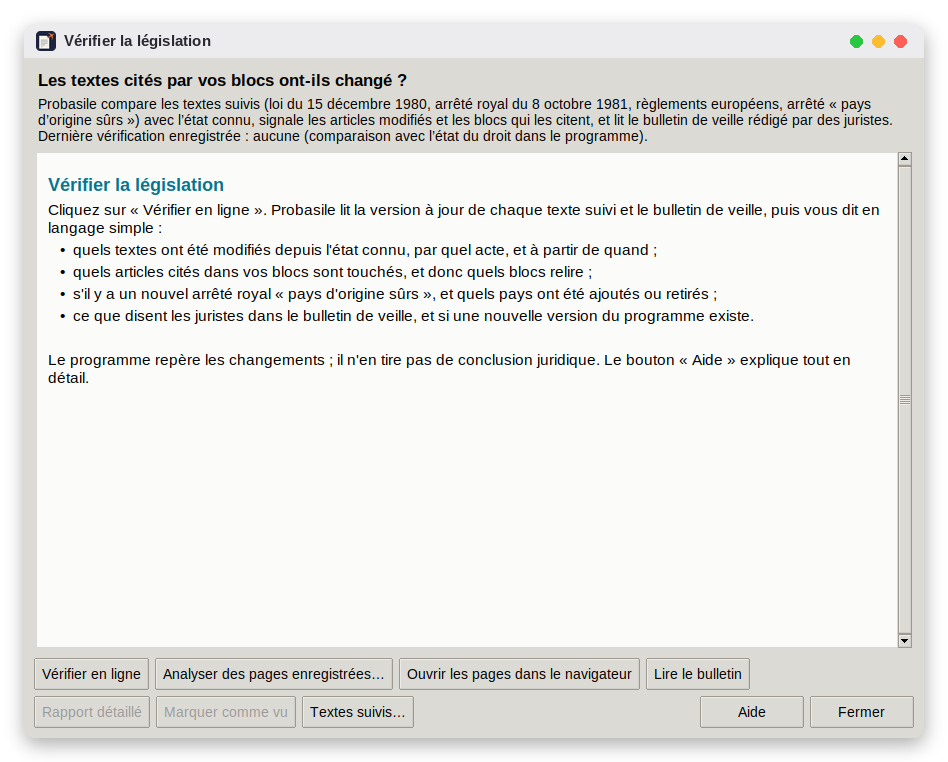 Vérifier la législation
Les textes cités par vos blocs ont-ils changé ?
Probasile compare les textes suivis (loi du 15 décembre 1980, arrêté royal du 8 octobre 1981, règlements européens, arrêté « pays
d'origine sûrs ») avec l'état connu, signale les articles modifiés et les blocs qui les citent, et lit le bulletin de veille rédigé par des juristes.
Dernière vérification enregistrée : aucune (comparaison avec l'état du droit dans le programme).
Vérifier la législation
Cliquez sur « Vérifier en ligne ». Probasile lit la version à jour de chaque texte suivi et le bulletin de veille, puis vous dit en
langage simple :
• quels textes ont été modifiés depuis l'état connu, par quel acte, et à partir de quand ;
• quels articles cités dans vos blocs sont touchés, et donc quels blocs relire ;
• s'il y a un nouvel arrêté royal « pays d'origine sûrs », et quels pays ont été ajoutés ou retirés ;
• ce que disent les juristes dans le bulletin de veille, et si une nouvelle version du programme existe.
Le programme repère les changements ; il n'en tire pas de conclusion juridique. Le bouton « Aide » explique tout en
détail.
Vérifier en ligne Analyser des pages enregistrées… Ouvrir les pages dans le navigateur Lire le bulletin
Rapport détaillé Marquer comme vu Textes suivis… Aide Fermer